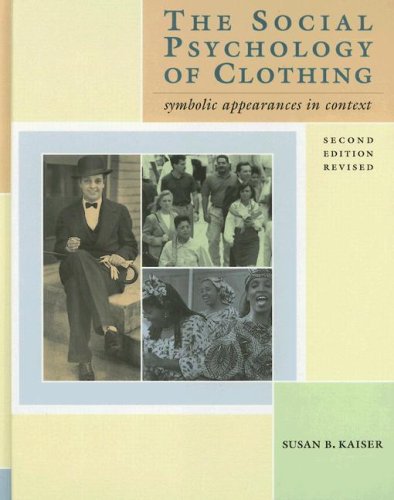 THE SOCIAL
PSYCHOLOGY
OF CLOTHING
symbolic appearances in context
SECOND
EDITION
REVISED
SUSAN B. KAISER